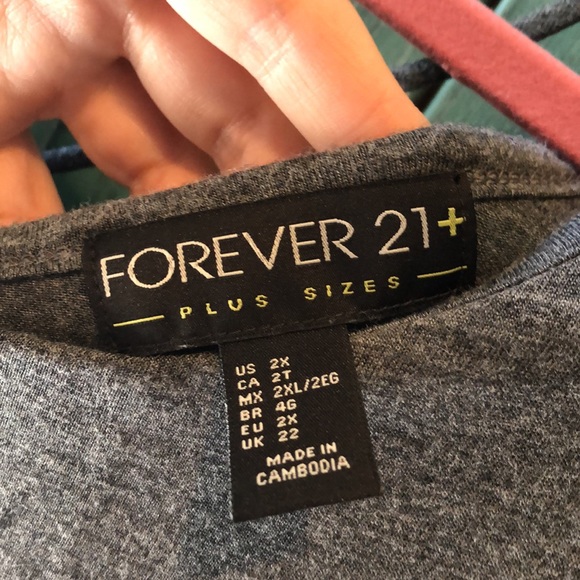 FOREVER 21+
PLUS SIZES
US 2X
CA 2T
MX 2XL/2EG
BR 4G
EU 2X
UK 22
MADE IN
CAMBODIA